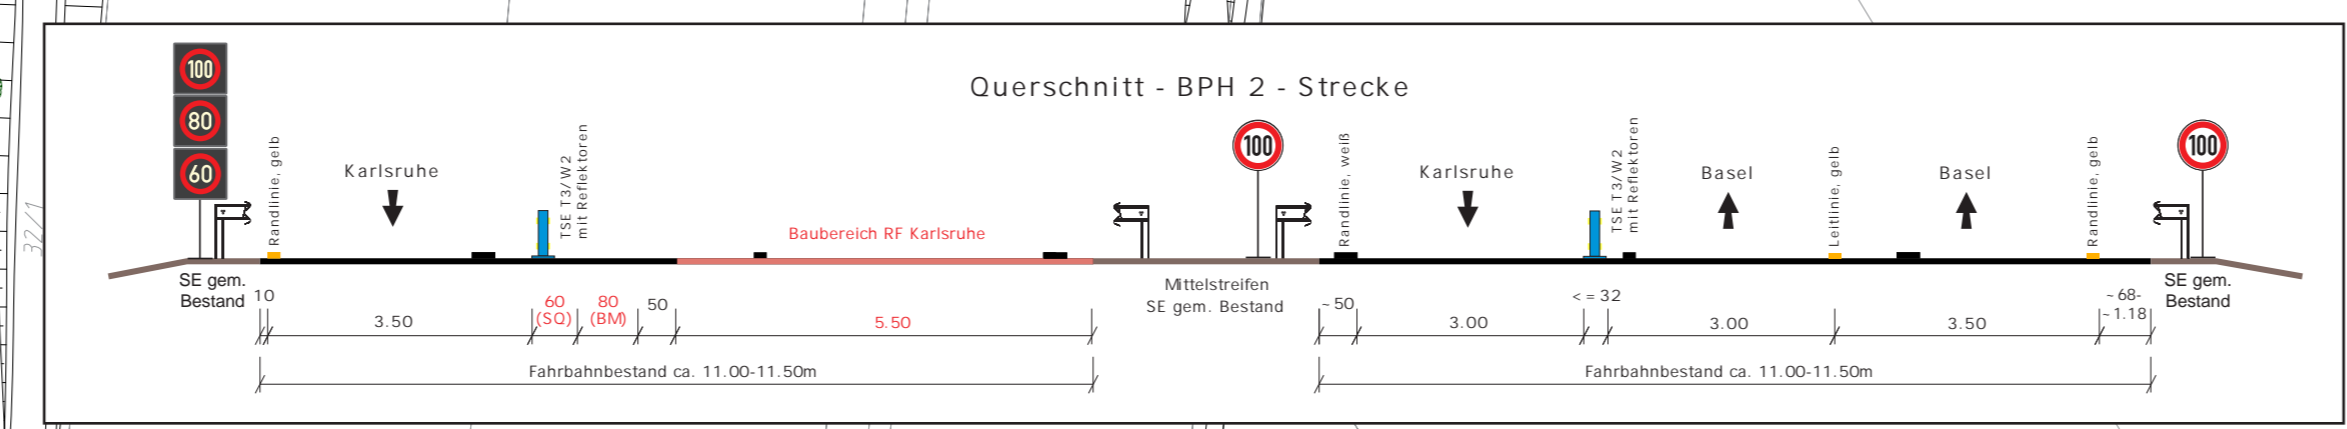 32/1
Querschnitt - BPH 2 - Strecke
100
80
60
Randlinie, gelb
Karlsruhe
TSE T3/W2
mit Reflektoren
Baubereich RF Karlsruhe
100
Randlinie, weiß
Karlsruhe
TSE T3/W2
mit Reflektoren
Basel
Leitlinie, gelb
Basel
Randlinie, gelb
100
SE gem.
Bestand
Mittelstreifen
SE gem. Bestand
SE gem.
Bestand
10
3.50
60
(SQ)
80
(BM)
50
5.50
~50
3.00
<=32
3.00
3.50
~68-
~1.18
Fahrbahnbestand ca. 11.00-11.50m
Fahrbahnbestand ca. 11.00-11.50m